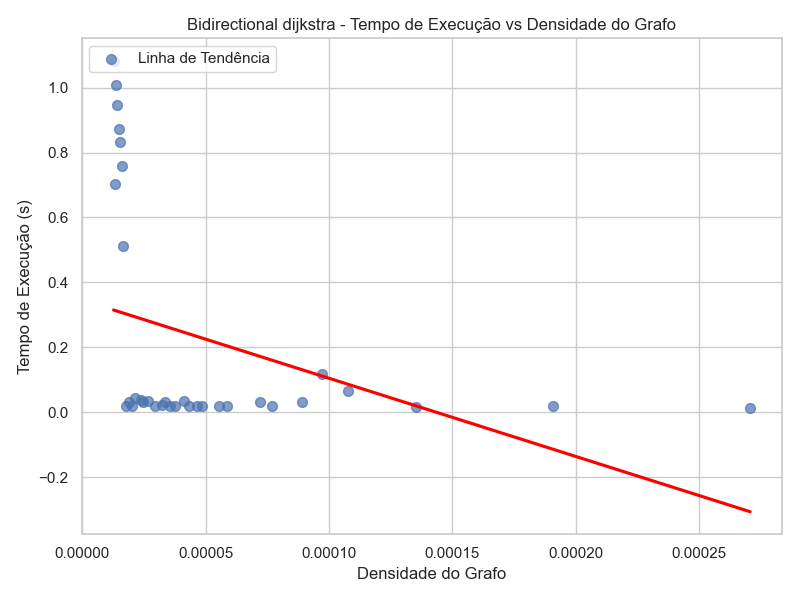 Bidirectional dijkstra - Tempo de Execução vs Densidade do Grafo
Linha de Tendência
Tempo de Execução (s)
1.0
0.8
0.6
0.4
0.2
0.0
−0.2
0.00000 0.00005 0.00010 0.00015 0.00020 0.00025
Densidade do Grafo